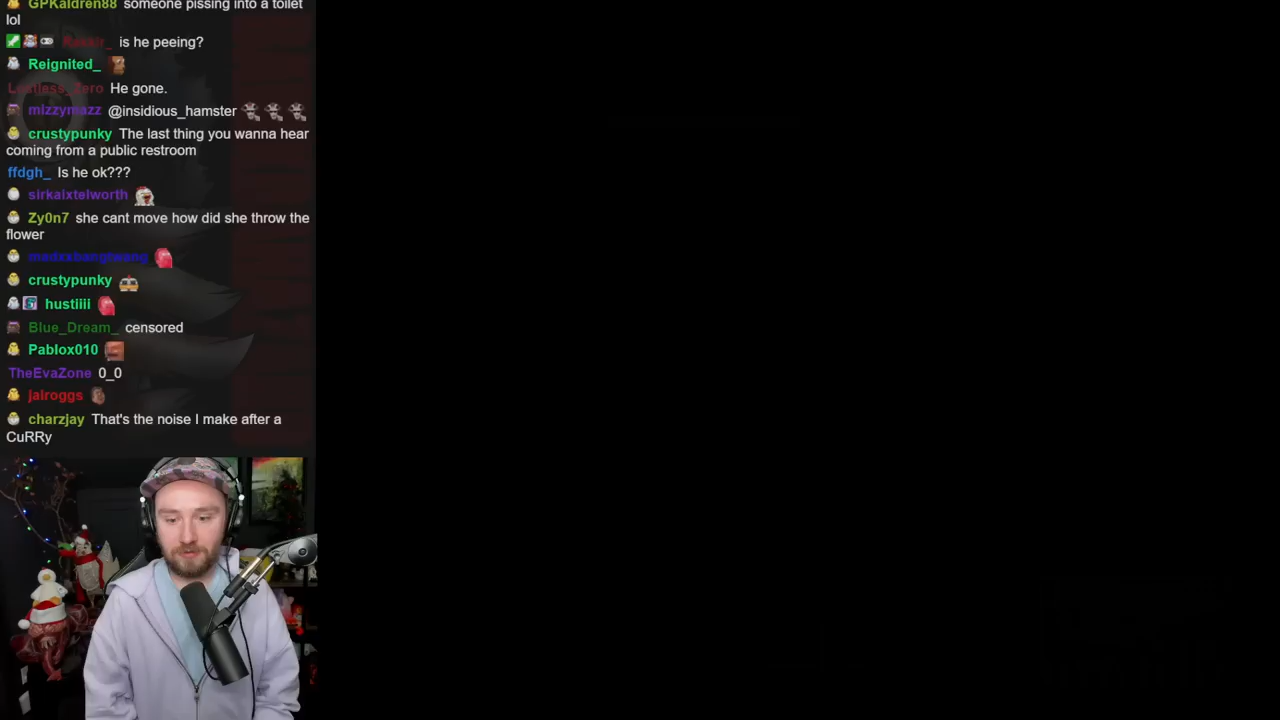 GPKaldren88 someone pissing into a toilet
lol
is he peeing?
Reignited_
He gone.
mizzymazz @insidious_hamster
crustypunky The last thing you wanna hear
coming from a public restroom
ffdgh_ Is he ok???
sirkaixtelworth
Zy0n7 she cant move how did she throw the
flower
crustypunky
hustiiii
Blue_Dream_ censored
Pablox010
TheEvaZone 0_0
jairoggs
charzjay That's the noise I make after a
CuRRy